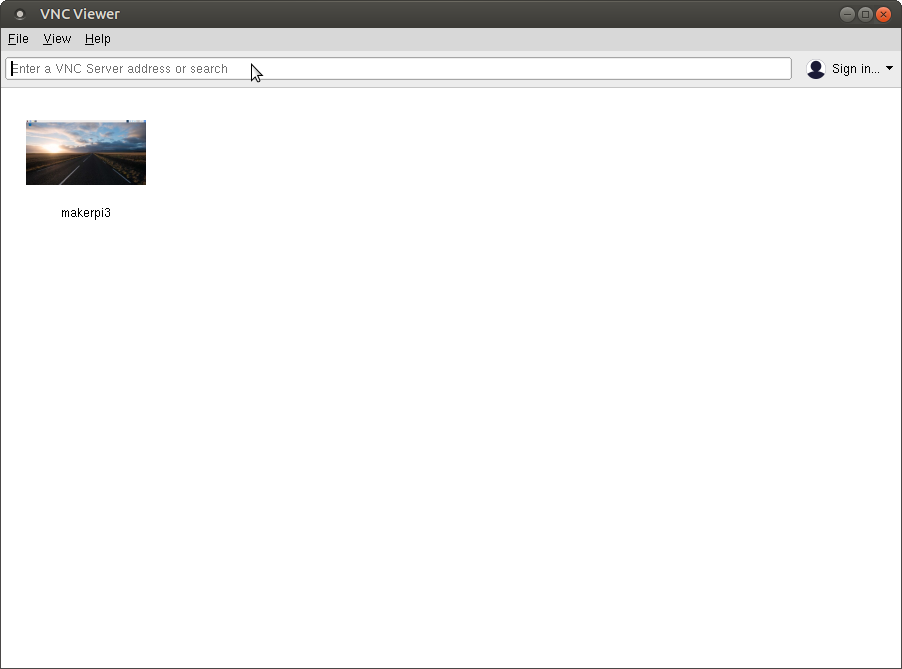 VNC Viewer
File View Help
Enter a VNC Server address or search
Sign in...
makerpi3